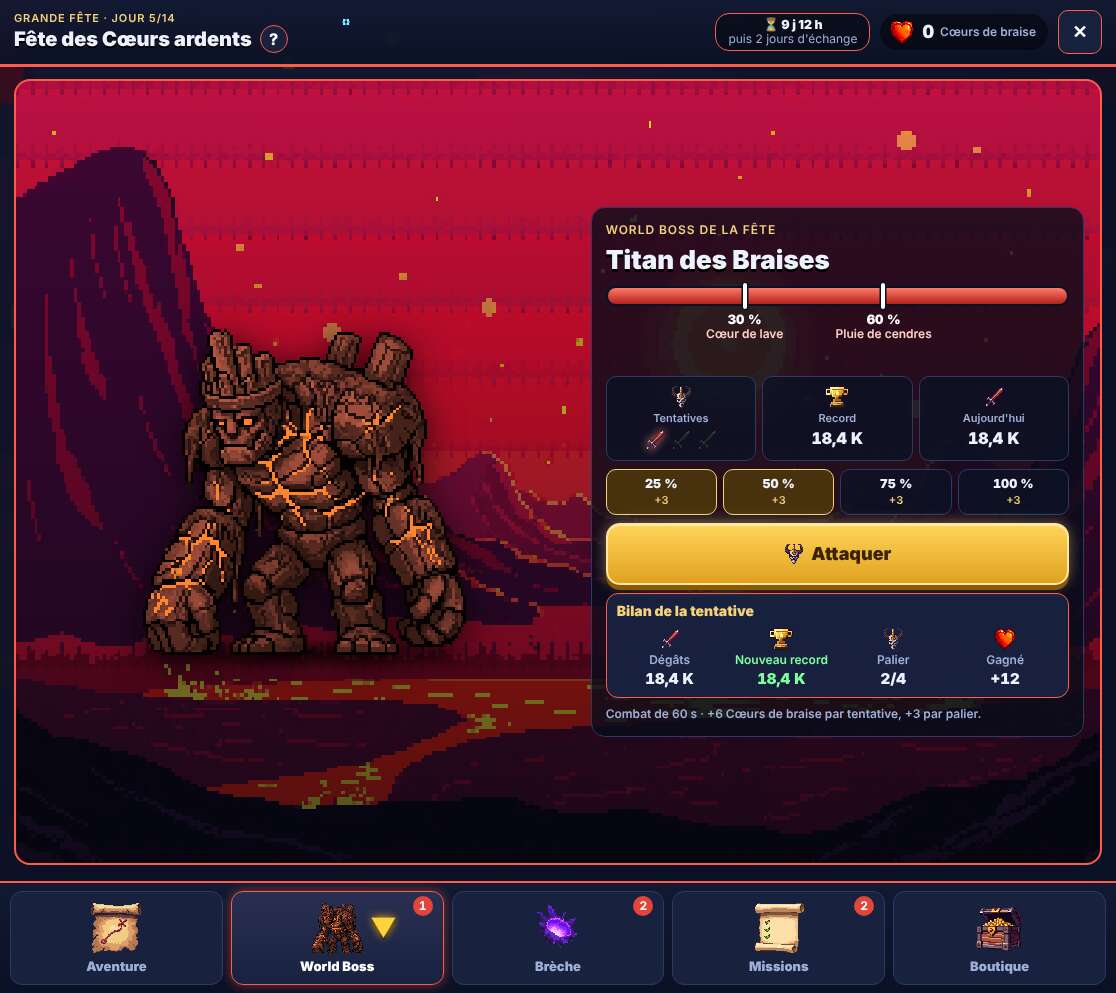 GRANDE FÊTE · JOUR 5/14
Fête des Cœurs ardents ?
9 j 12 h
puis 2 jours d'échange
0 Cœurs de braise
WORLD BOSS DE LA FÊTE
Titan des Braises
30 % 60 %
Cœur de lave Pluie de cendres
Tentatives Record Aujourd'hui
18,4 K 18,4 K
25 % 50 % 75 % 100 %
+3 +3 +3 +3
Attaquer
Bilan de la tentative
Dégâts Nouveau record Palier Gagné
18,4 K 18,4 K 2/4 +12
Combat de 60 s · +6 Cœurs de braise par tentative, +3 par palier.
1 2 2
Aventure World Boss Brèche Missions Boutique